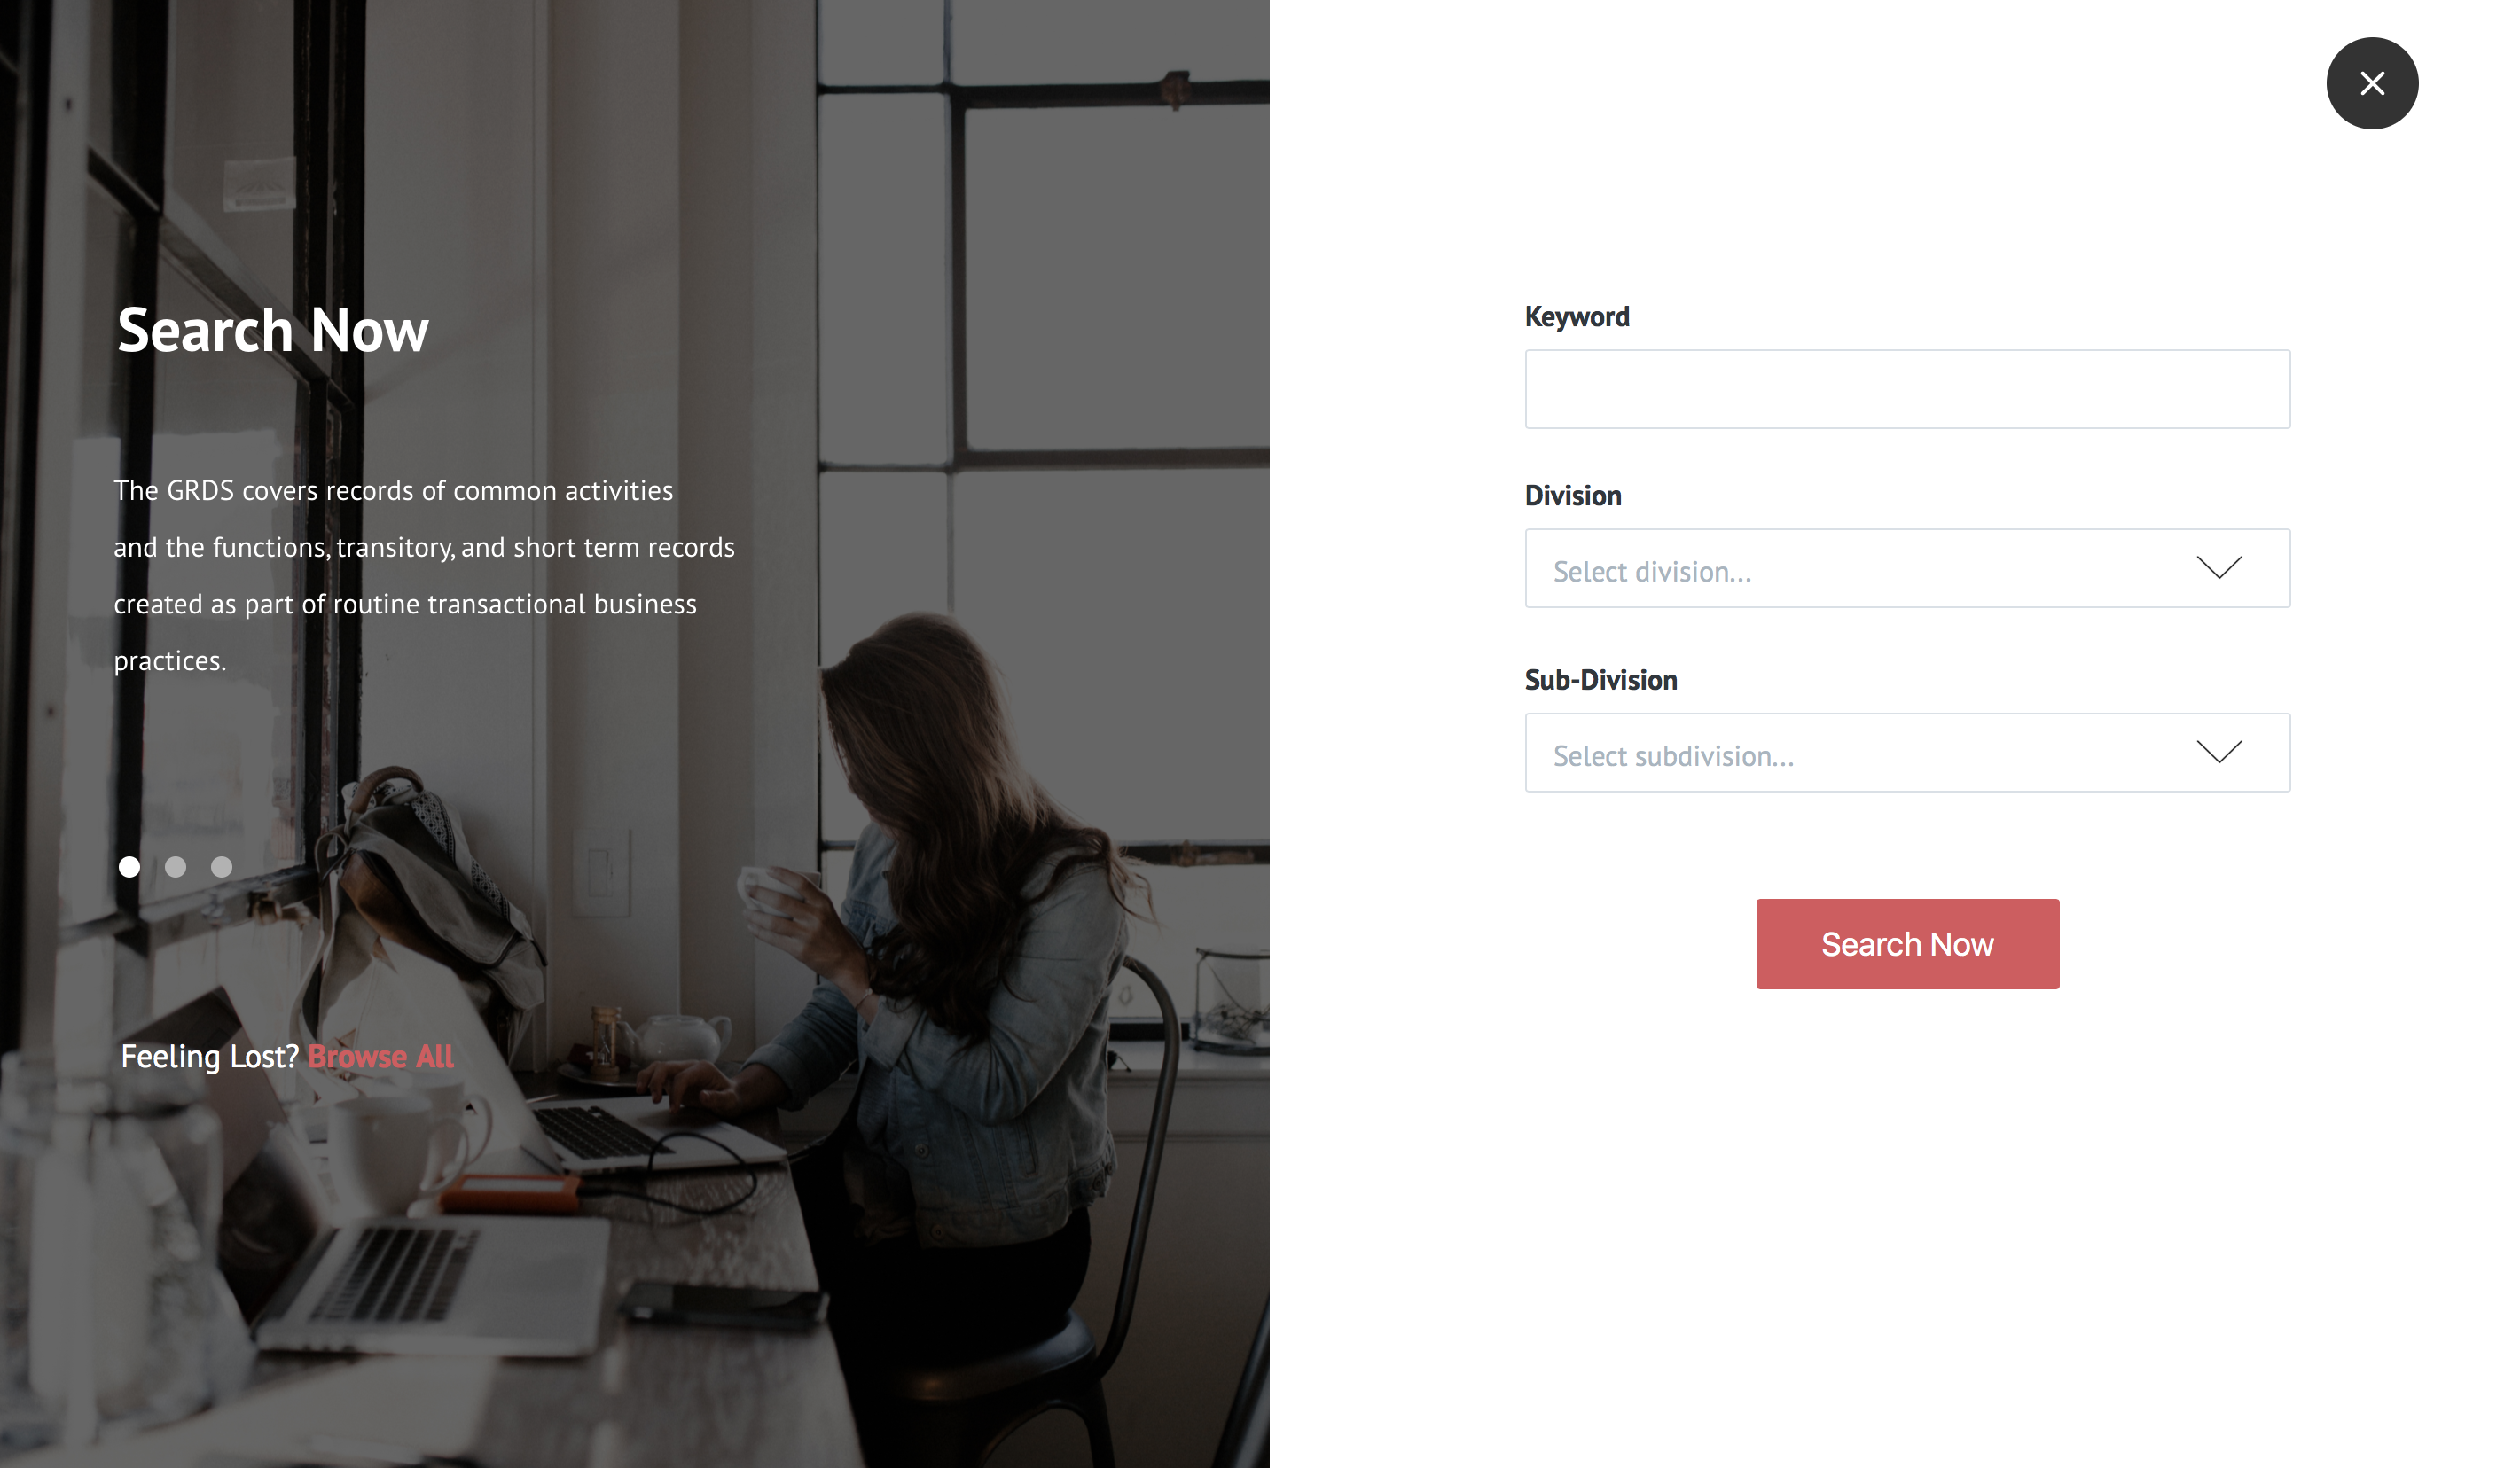 Search Now
The GRDS covers records of common activities
and the functions, transitory, and short term records
created as part of routine transactional business
practices.
Feeling Lost? Browse All
Keyword
Division
Select division...
Sub-Division
Select subdivision...
Search Now